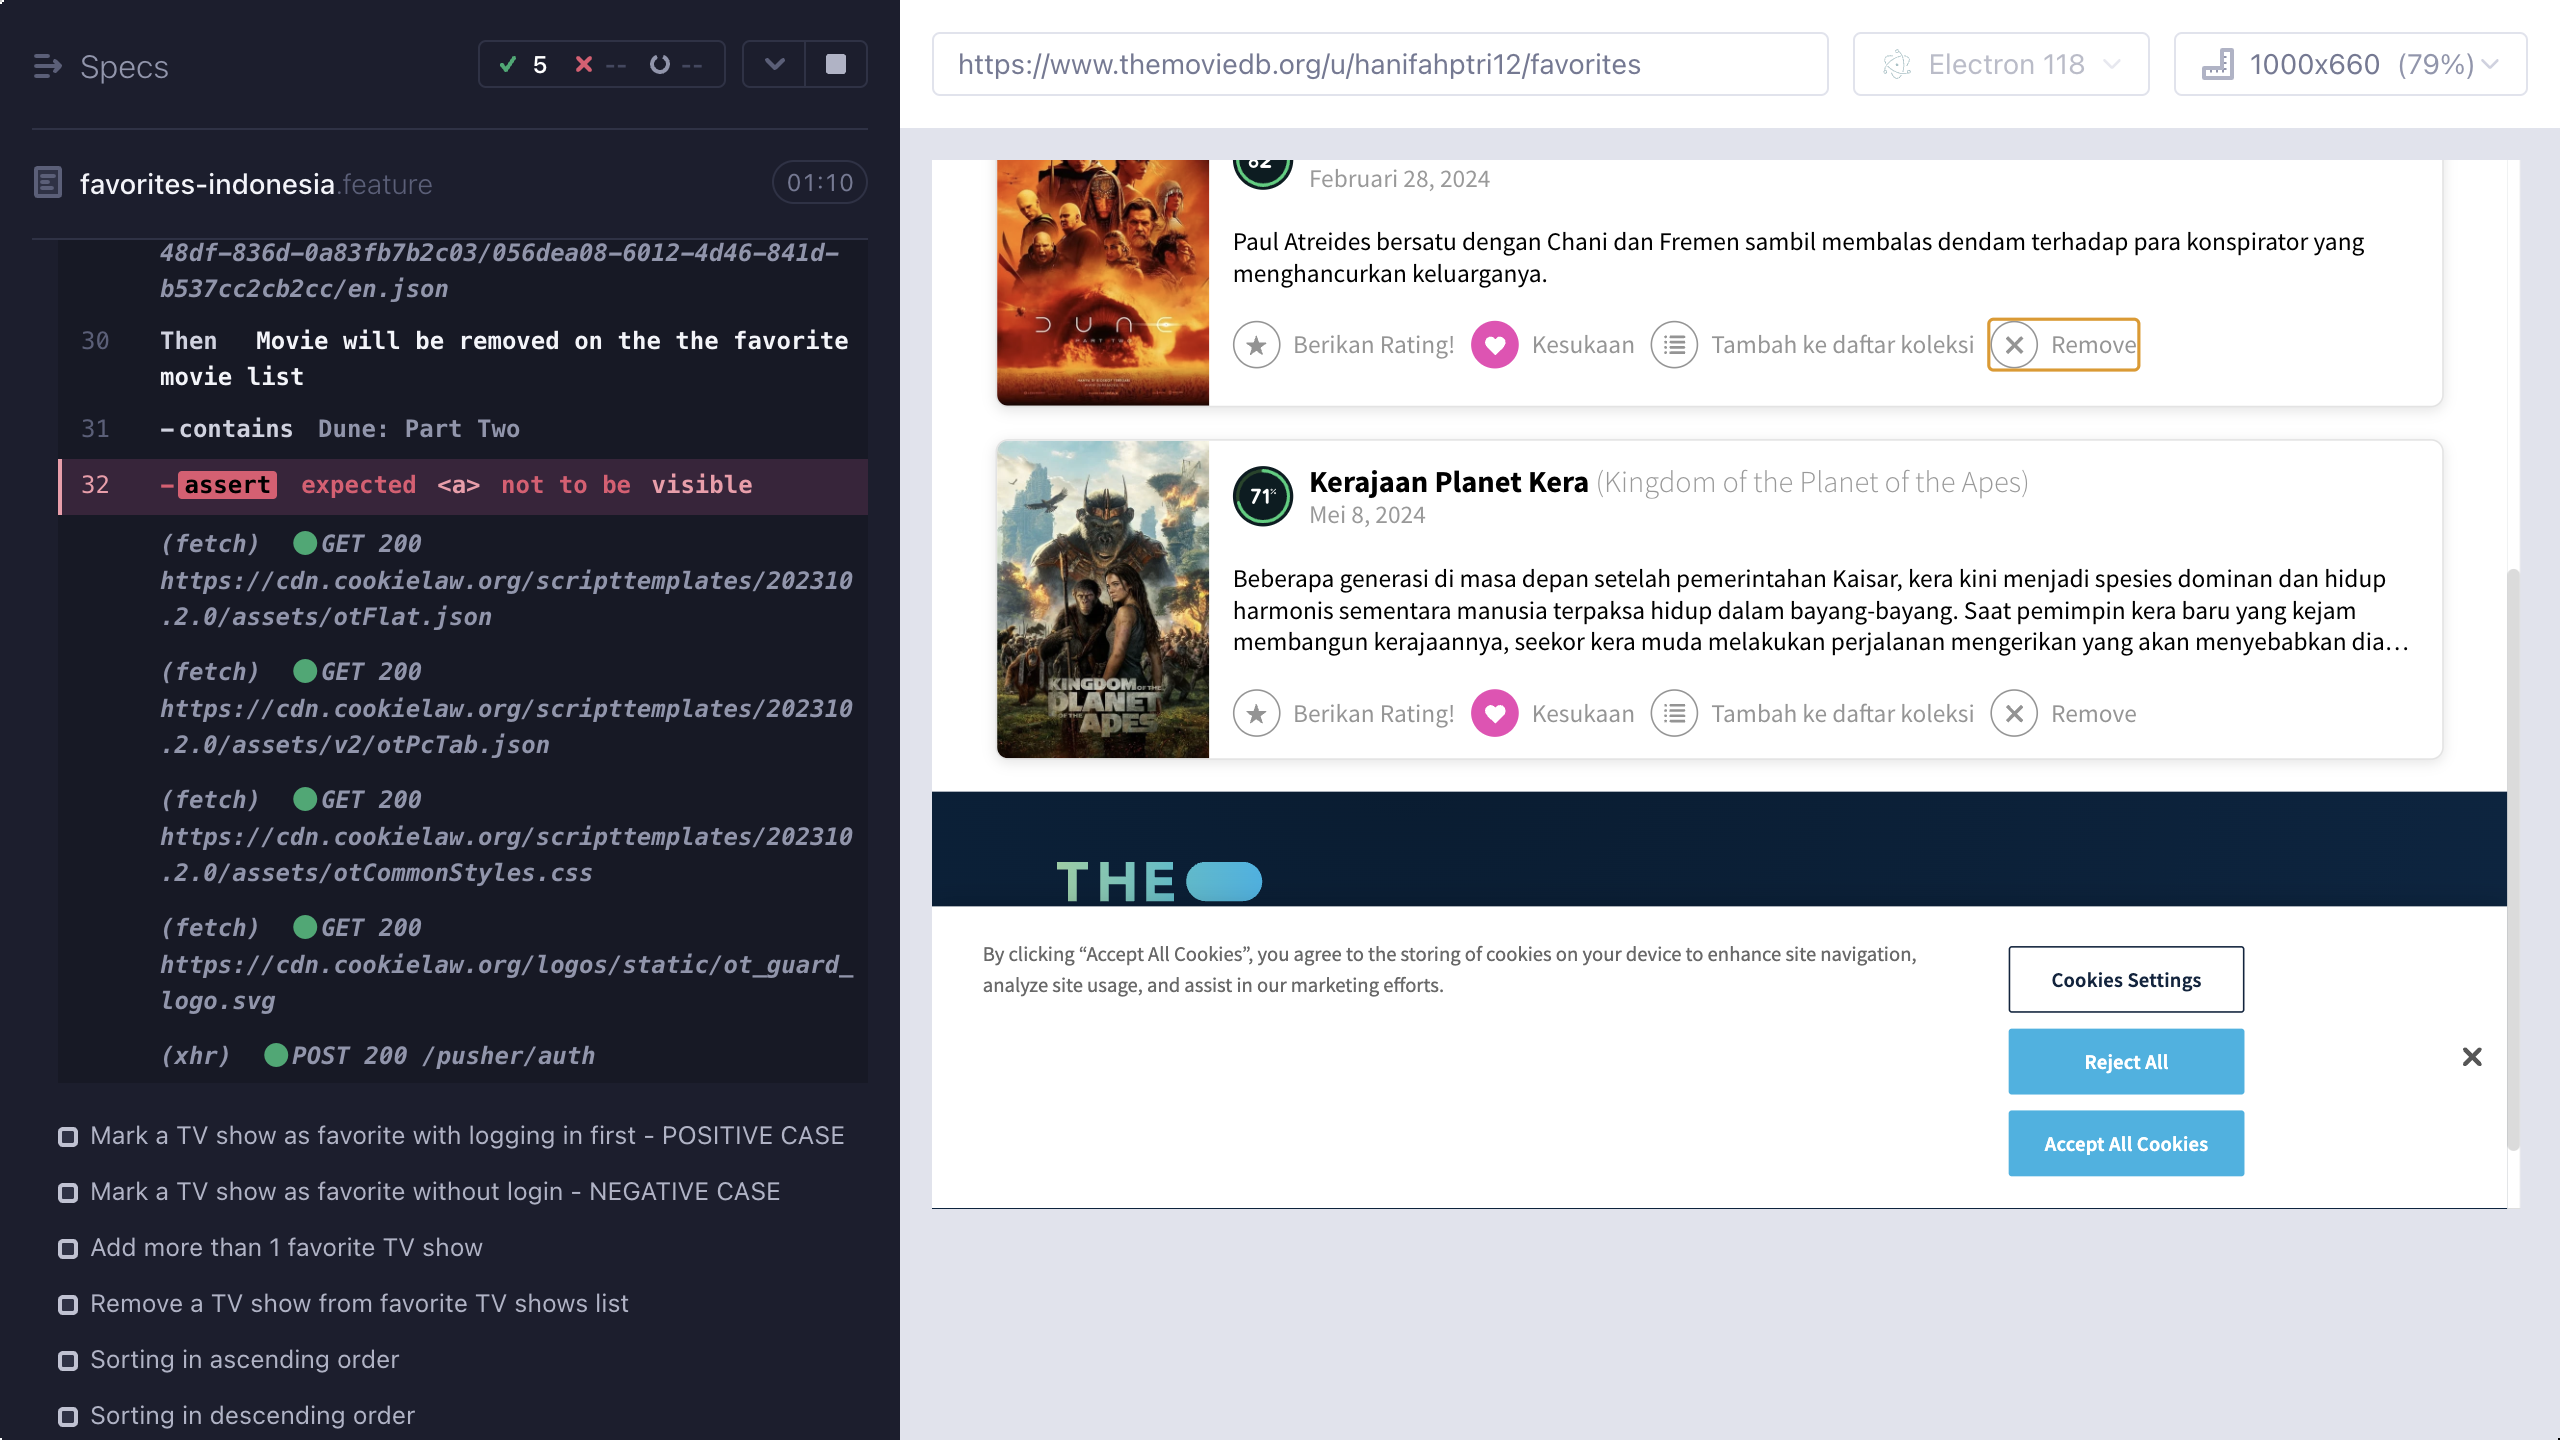 Specs
5
--
--
favorites-indonesia.feature
01:10
48df-836d-0a83fb7b2c03/056dea08-6012-4d46-841d-
b537cc2cb2cc/en.json
30 Then Movie will be removed on the the favorite
movie list
31 -contains Dune: Part Two
32 -assert expected <a> not to be visible
(fetch) GET 200
https://cdn.cookielaw.org/scripttemplates/202310
.2.0/assets/otFlat.json
(fetch) GET 200
https://cdn.cookielaw.org/scripttemplates/202310
.2.0/assets/v2/otPcTab.json
(fetch) GET 200
https://cdn.cookielaw.org/scripttemplates/202310
.2.0/assets/otCommonStyles.css
(fetch) GET 200
https://cdn.cookielaw.org/logos/static/ot_guard_
logo.svg
(xhr) POST 200 /pusher/auth
Mark a TV show as favorite with logging in first - POSITIVE CASE
Mark a TV show as favorite without login - NEGATIVE CASE
Add more than 1 favorite TV show
Remove a TV show from favorite TV shows list
Sorting in ascending order
Sorting in descending order
https://www.themoviedb.org/u/hanifahptri12/favorites
Electron 118
1000x660 (79%)
Februari 28, 2024
Paul Atreides bersatu dengan Chani dan Fremen sambil membalas dendam terhadap para konspirator yang
menghancurkan keluarganya.
DUNE
PART TWO
Berikan Rating! Kesukaan Tambah ke daftar koleksi Remove
71%
Kerajaan Planet Kera (Kingdom of the Planet of the Apes)
Mei 8, 2024
Beberapa generasi di masa depan setelah pemerintahan Kaisar, kera kini menjadi spesies dominan dan hidup
harmonis sementara manusia terpaksa hidup dalam bayang-bayang. Saat pemimpin kera baru yang kejam
membangun kerajaannya, seekor kera muda melakukan perjalanan mengerikan yang akan menyebabkan dia…
KINGDOM OF THE
PLANET
OF THE APES
Berikan Rating! Kesukaan Tambah ke daftar koleksi Remove
THE
By clicking “Accept All Cookies”, you agree to the storing of cookies on your device to enhance site navigation,
analyze site usage, and assist in our marketing efforts.
Cookies Settings
Reject All
Accept All Cookies